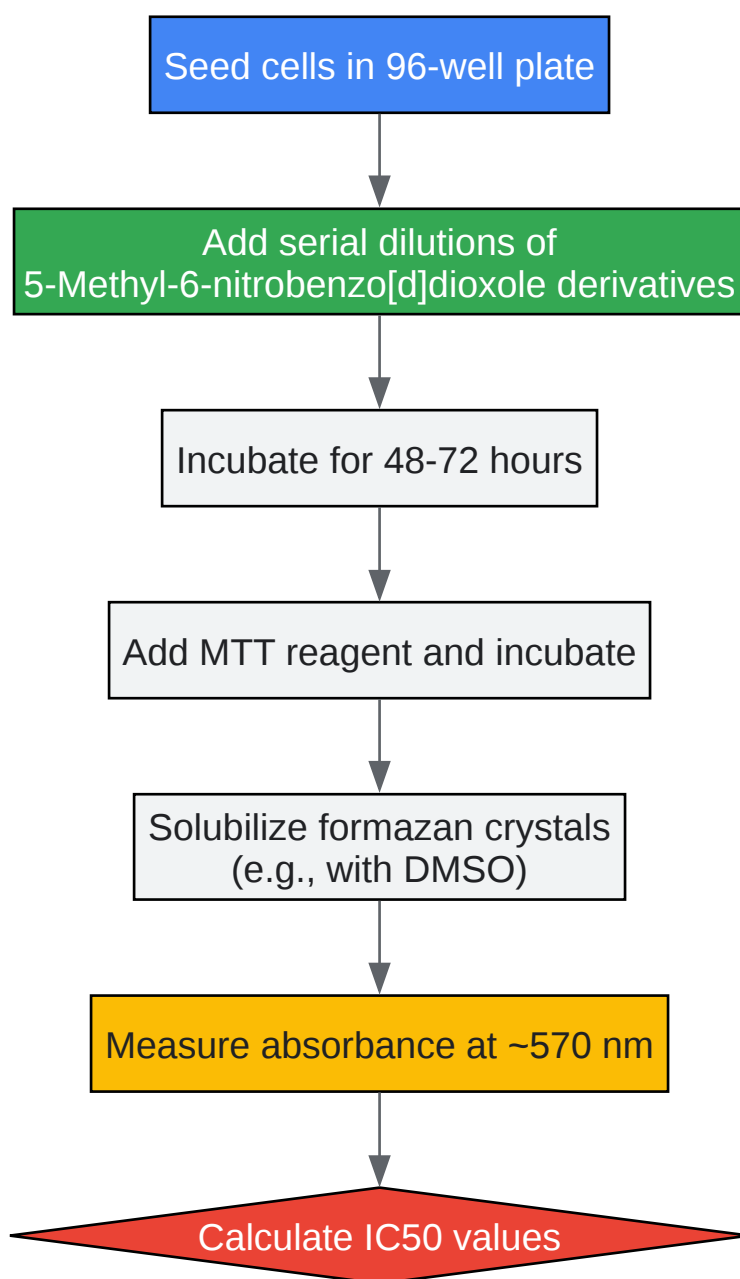 Seed cells in 96-well plate
Add serial dilutions of
5-Methyl-6-nitrobenzo[d]dioxole derivatives
Incubate for 48-72 hours
Add MTT reagent and incubate
Solubilize formazan crystals
(e.g., with DMSO)
Measure absorbance at ~570 nm
Calculate IC50 values